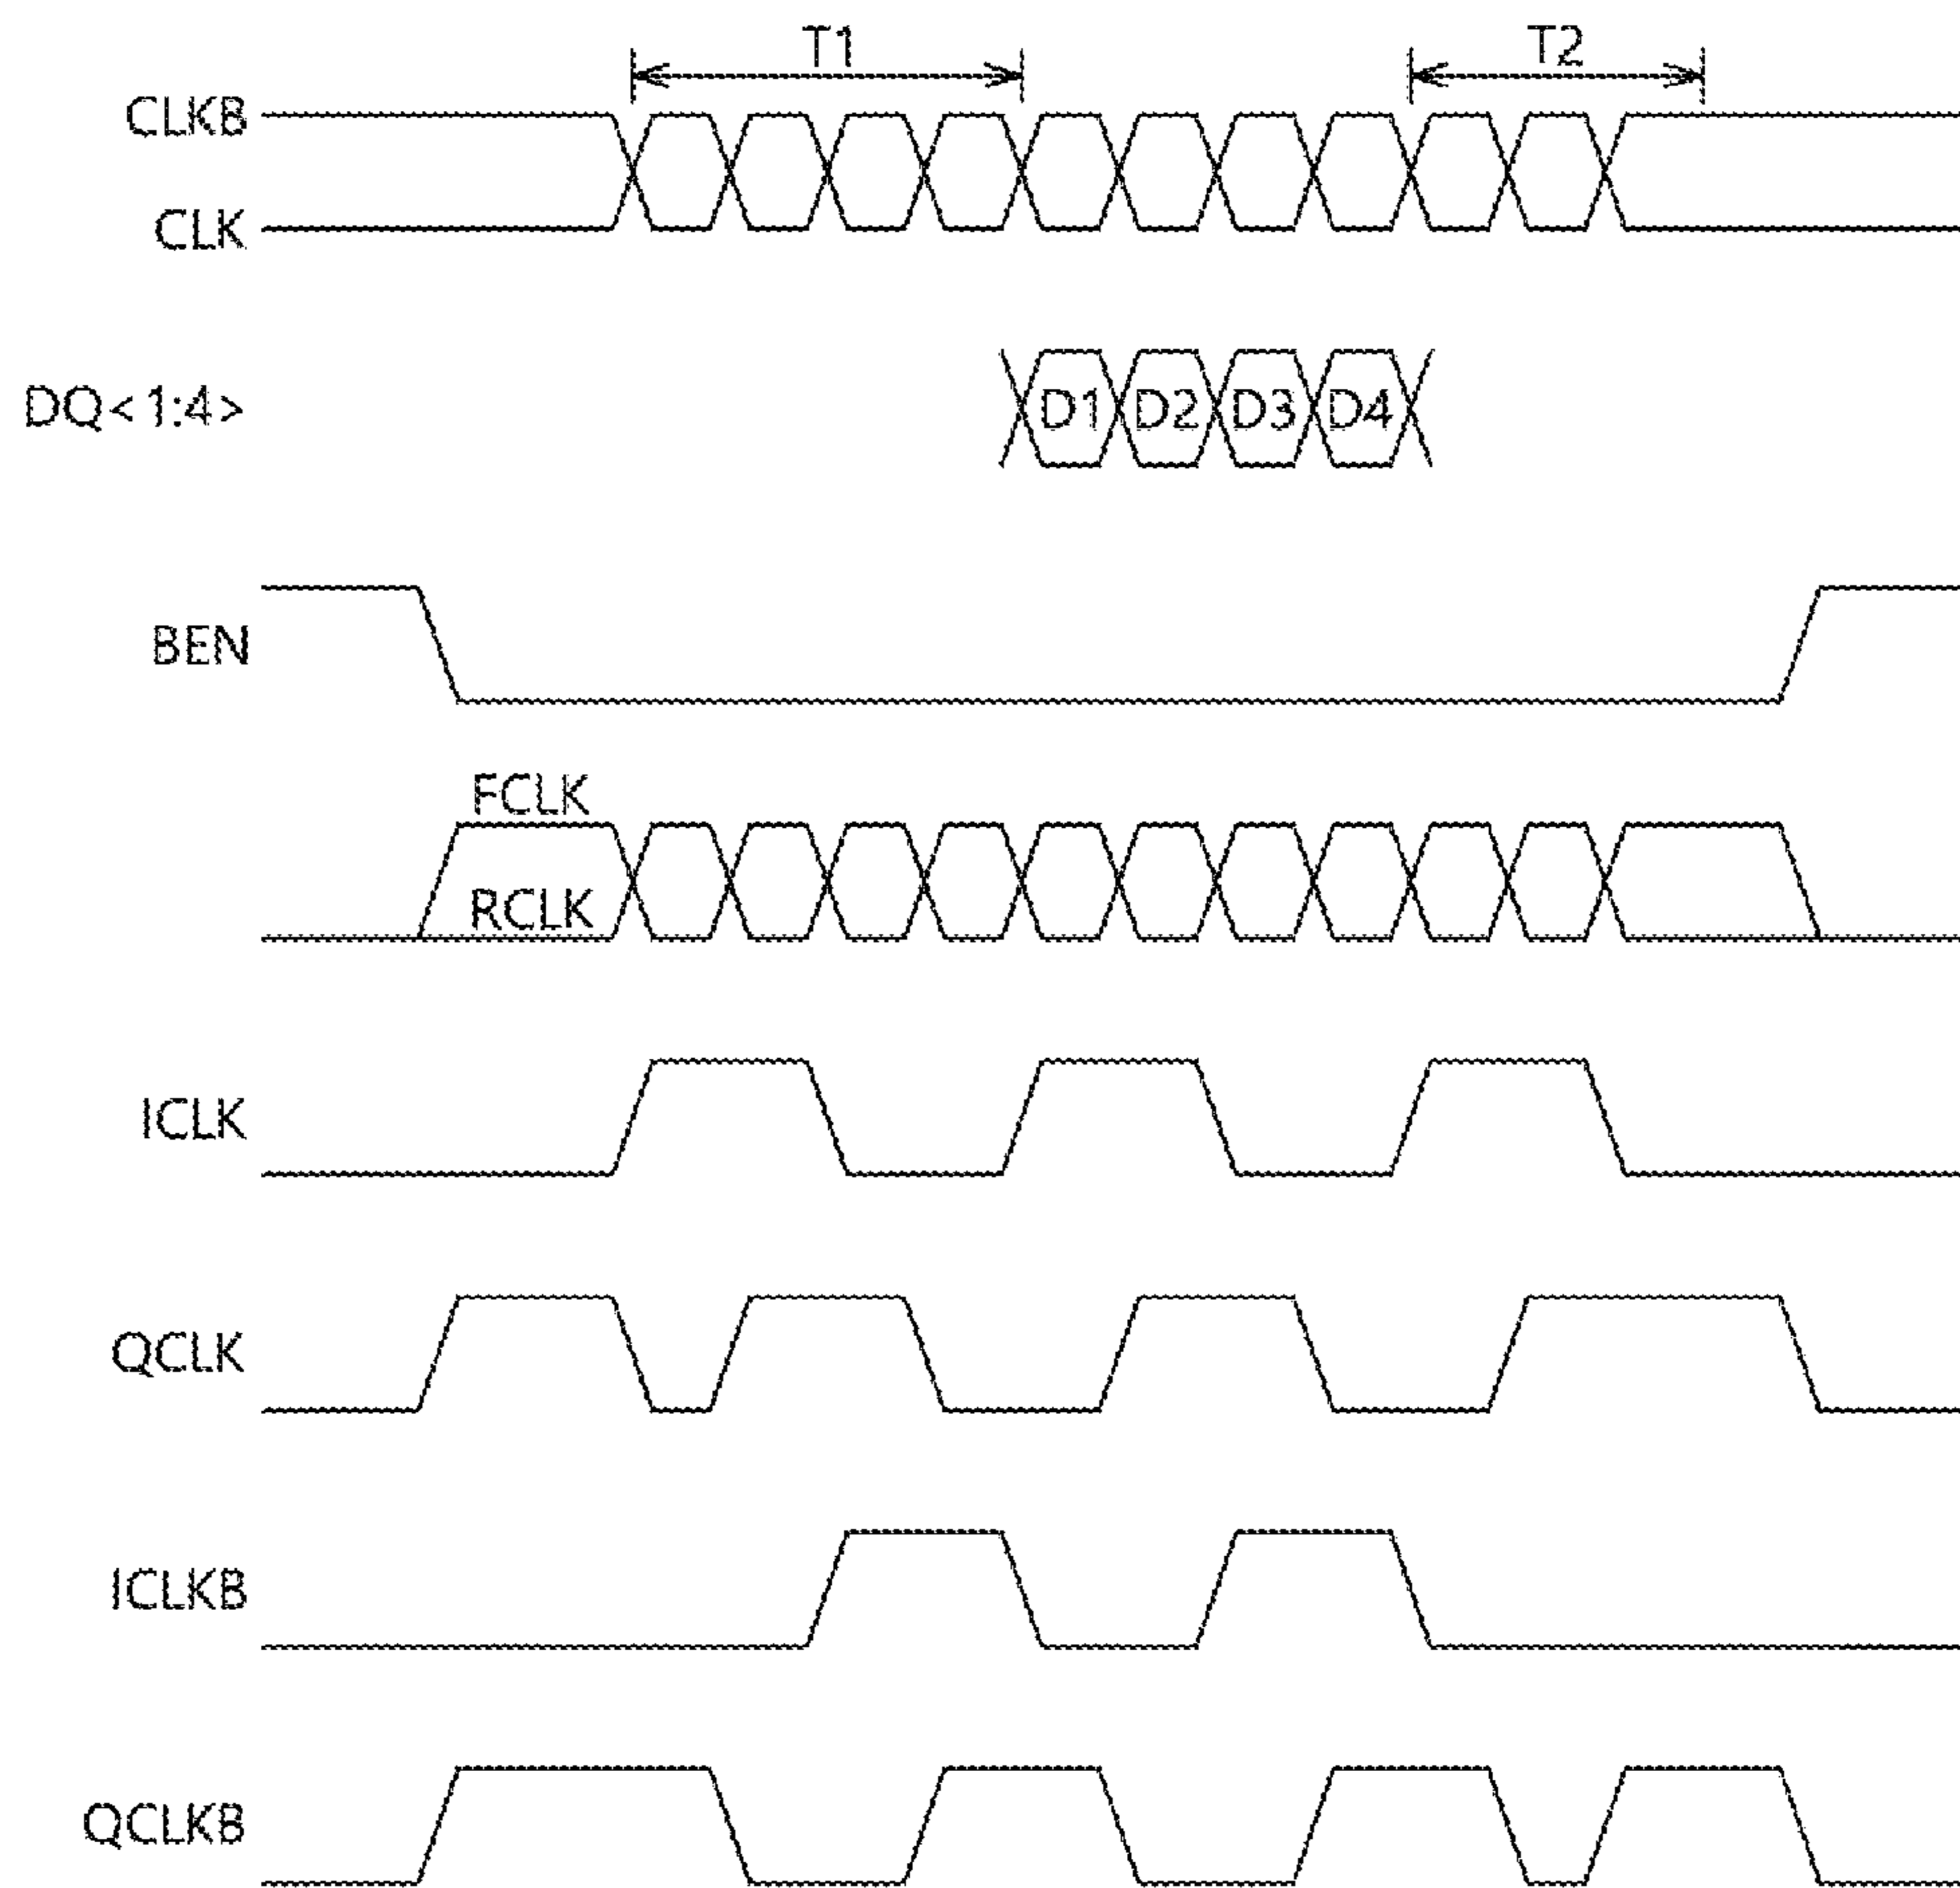 T1
T2
CLKB
CLK
DQ<1:4>
D1 D2 D3 D4
BEN
FCLK
RCLK
ICLK
QCLK
ICLKB
QCLKB